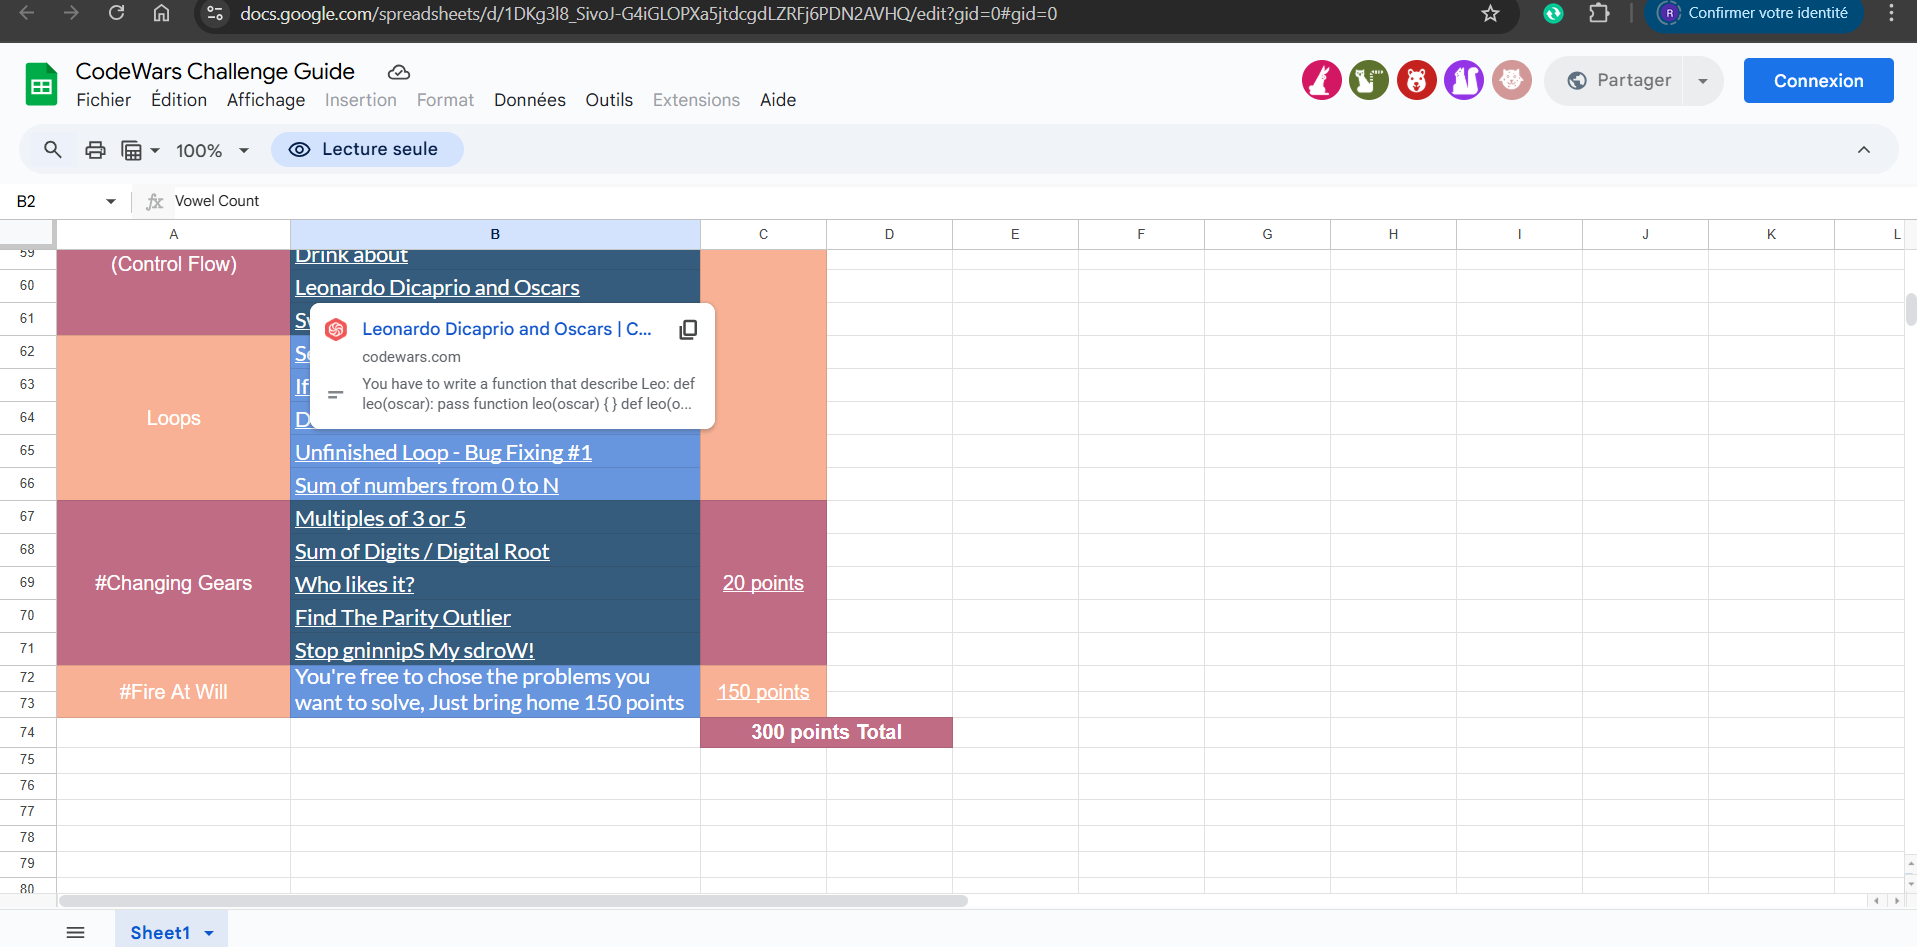 docs.google.com/spreadsheets/d/1DKg3l8_SivoJ-G4iGLOPXa5jtdcgdLZRFj6PDN2AVHQ/edit?gid=0#gid=0
R
Confirmer votre identité
CodeWars Challenge Guide
Fichier Édition Affichage Insertion Format Données Outils Extensions Aide
Partager
Connexion
100%
Lecture seule
B2
fx Vowel Count
A B C D E F G H I J K L
59 (Control Flow) Drink about
60 Leonardo Dicaprio and Oscars
61
Leonardo Dicaprio and Oscars | C...
codewars.com
You have to write a function that describe Leo: def
leo(oscar): pass function leo(oscar) { } def leo(o...
62
63 If
64 Loops D
65 Unfinished Loop - Bug Fixing #1
66 Sum of numbers from 0 to N
67 Multiples of 3 or 5
68 Sum of Digits / Digital Root
69 #Changing Gears Who likes it? 20 points
70 Find The Parity Outlier
71 Stop gninnipS My sdroW!
72 You're free to chose the problems you
#Fire At Will 150 points
73 want to solve, Just bring home 150 points
74 300 points Total
75
76
77
78
79
80
Sheet1